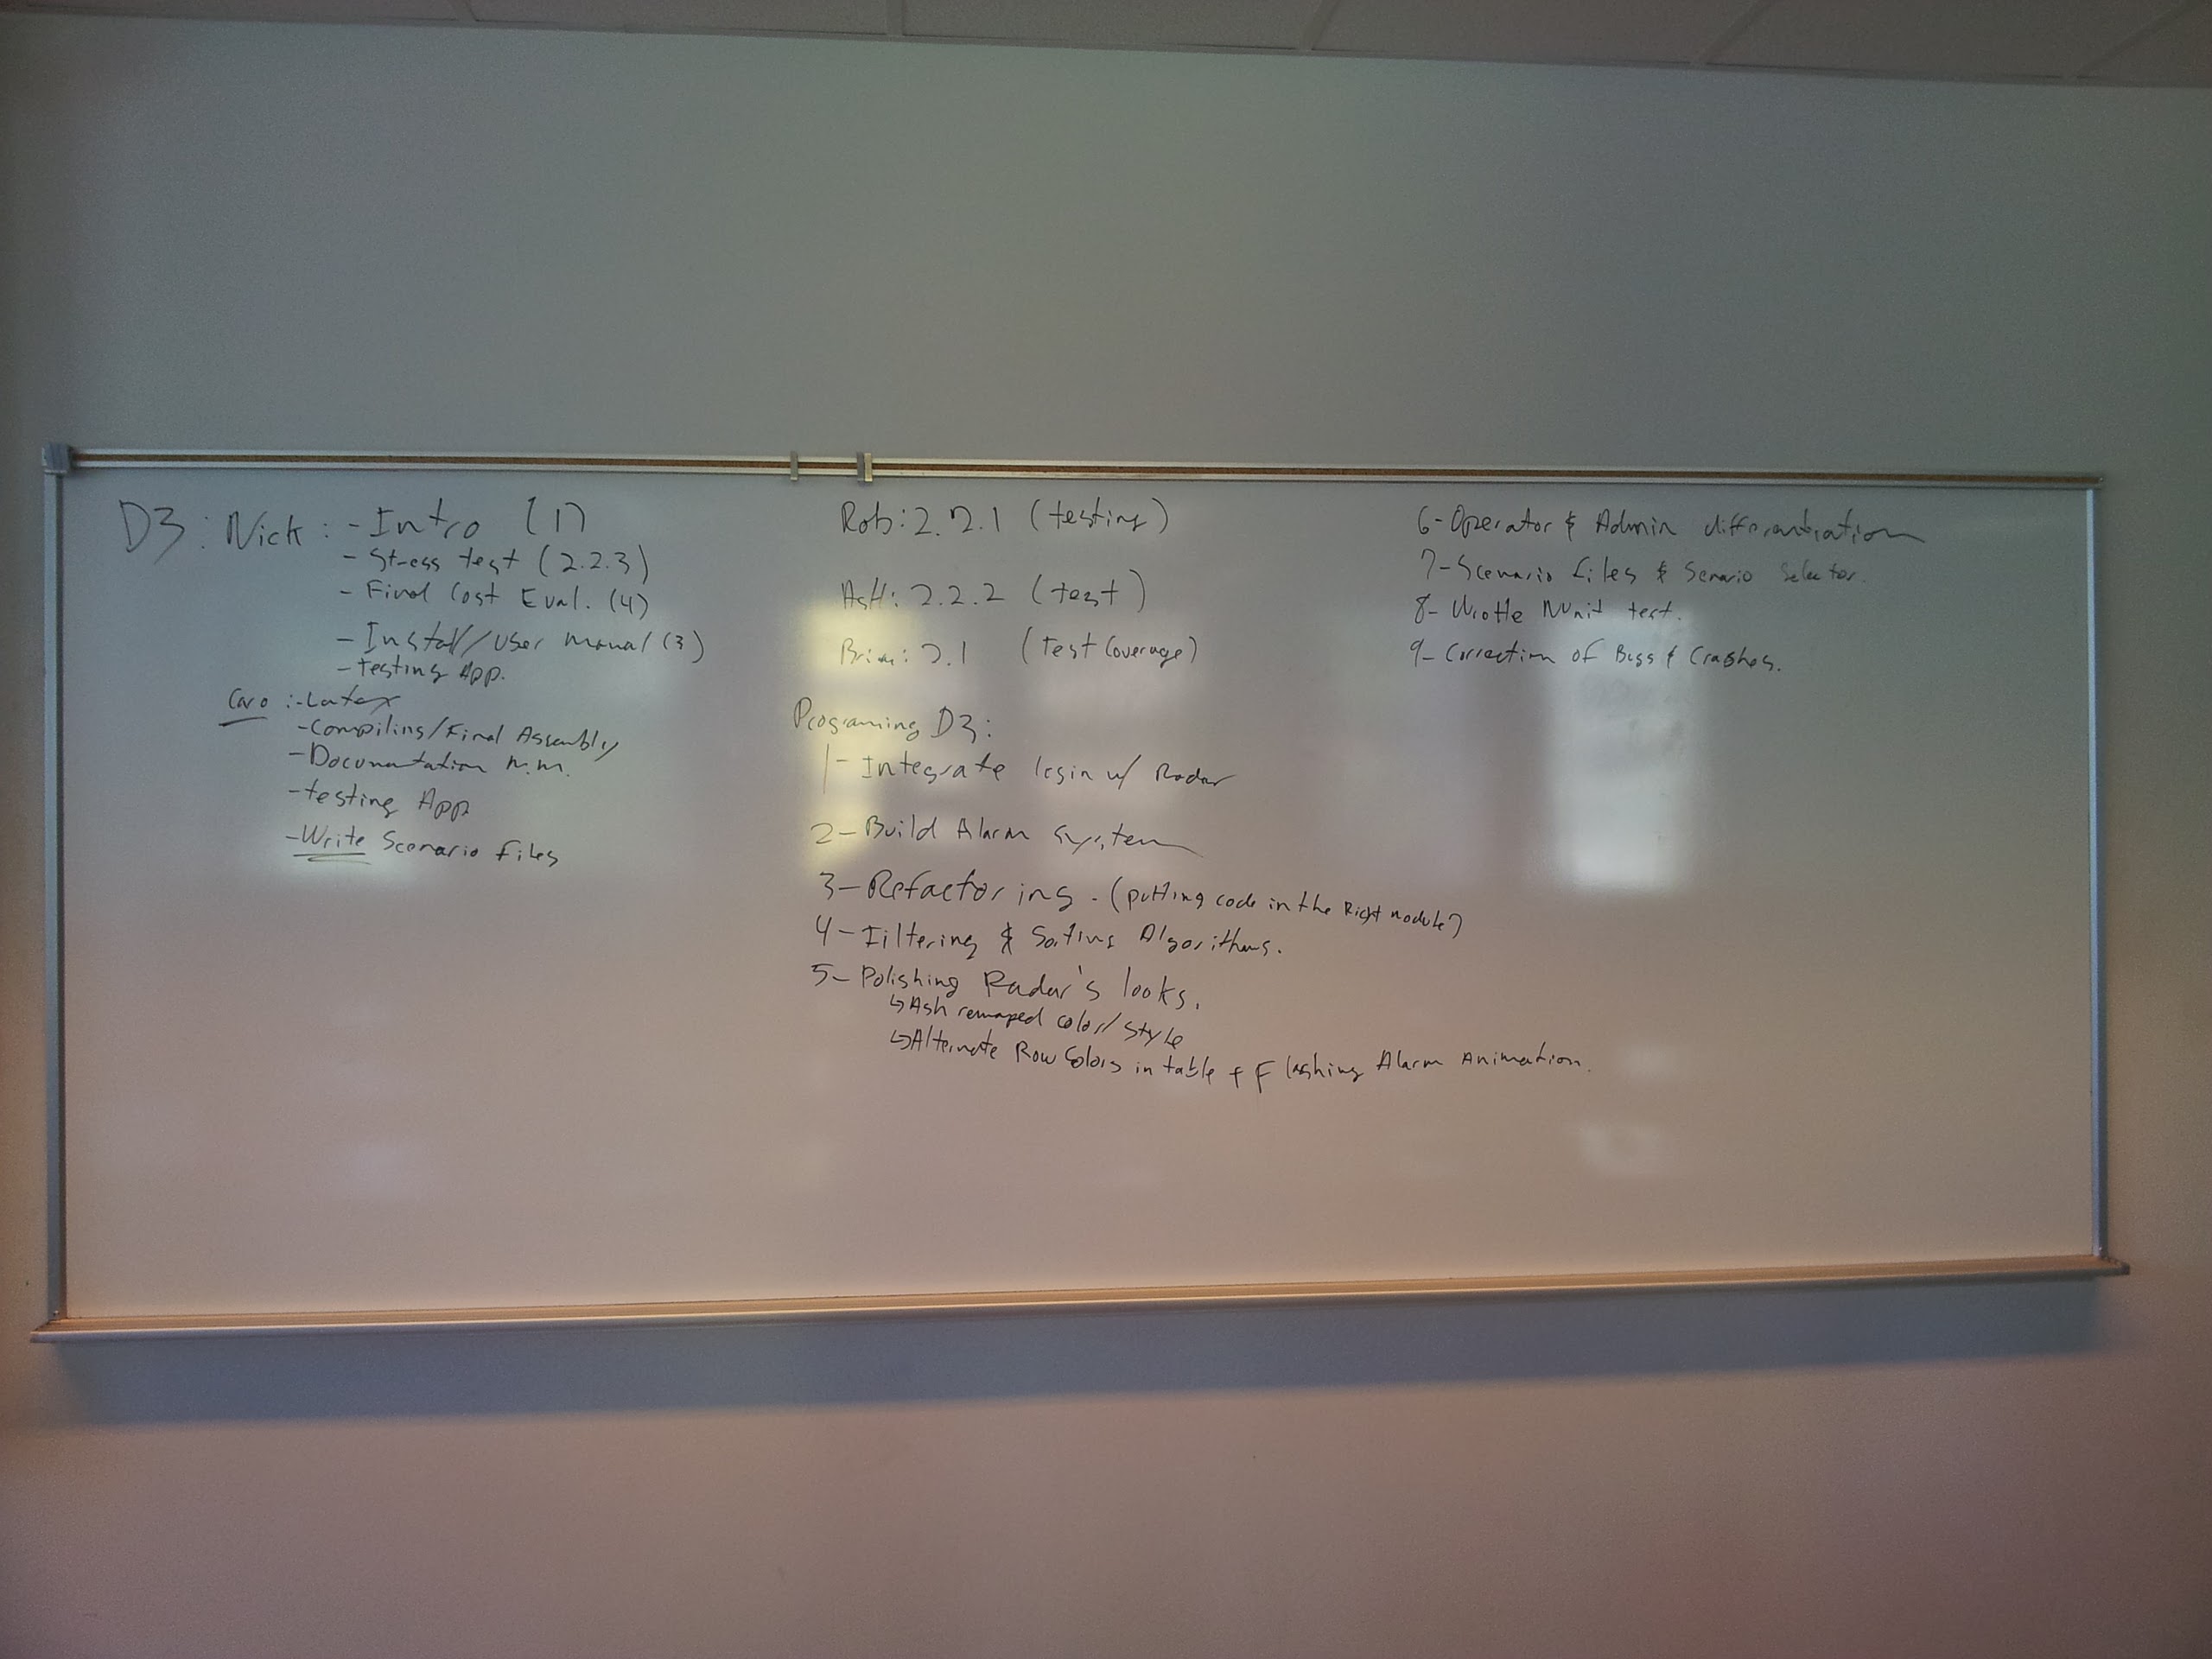 D3: Nick: - Intro (1)
- Stress test (2.2.3)
- Final Cost Eval. (4)
- Install/User manual (3)
- testing App.
Caro :- Latex
- Compiling/Final Assembly
- Documentation
- testing App
- Write Scenario files
Rob: 2.2.1 (testing)
Ash: 2.2.2 (test)
Brian: 2.1 (Test Coverage)
Programing D3:
1- Integrate login w/ Radar
2- Build Alarm system
3- Refactoring. (putting code in the Right module)
4- Filtering & Sorting Algorithms.
5- Polishing Radar's looks.
↳ Ash remaped color/style
↳ Alternate Row Colors in table + Flashing Alarm Animation.
6- Operator & Admin differentiation
7- Scenario files & Senario Selector.
8- Wrotte NUnit test.
9- Correction of Bugs & Crashes.